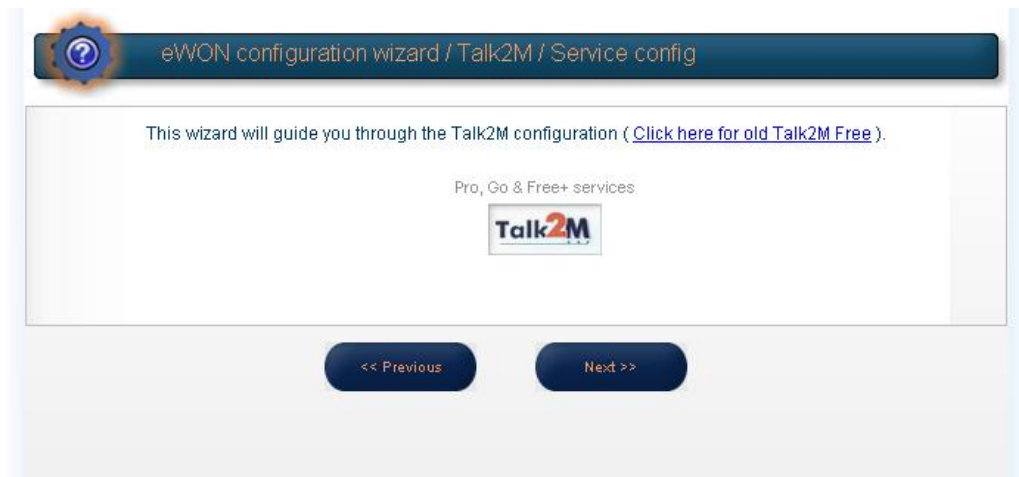 eWON configuration wizard / Talk2M / Service config
This wizard will guide you through the Talk2M configuration ( Click here for old Talk2M Free ).
Pro, Go & Free+ services
Talk2M
<< Previous
Next >>